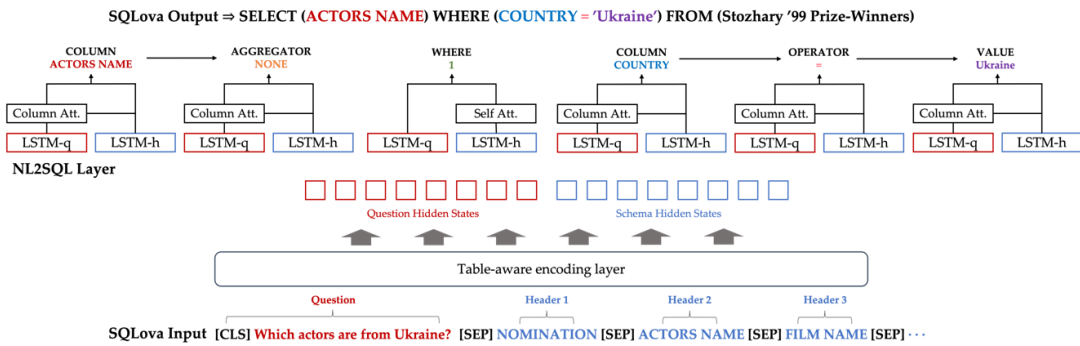 SQLova Output ⇒ SELECT (ACTORS NAME) WHERE (COUNTRY = 'Ukraine') FROM (Stozhary '99 Prize-Winners)
COLUMN AGGREGATOR WHERE COLUMN OPERATOR VALUE
ACTORS NAME NONE 1 COUNTRY = Ukraine
Column Att. Column Att. Self Att. Column Att. Column Att. Column Att.
LSTM-q LSTM-h LSTM-q LSTM-h LSTM-q LSTM-h LSTM-q LSTM-h LSTM-q LSTM-h LSTM-q LSTM-h
NL2SQL Layer
Question Hidden States Schema Hidden States
Table-aware encoding layer
Question Header 1 Header 2 Header 3
SQLova Input [CLS] Which actors are from Ukraine? [SEP] NOMINATION [SEP] ACTORS NAME [SEP] FILM NAME [SEP] ···